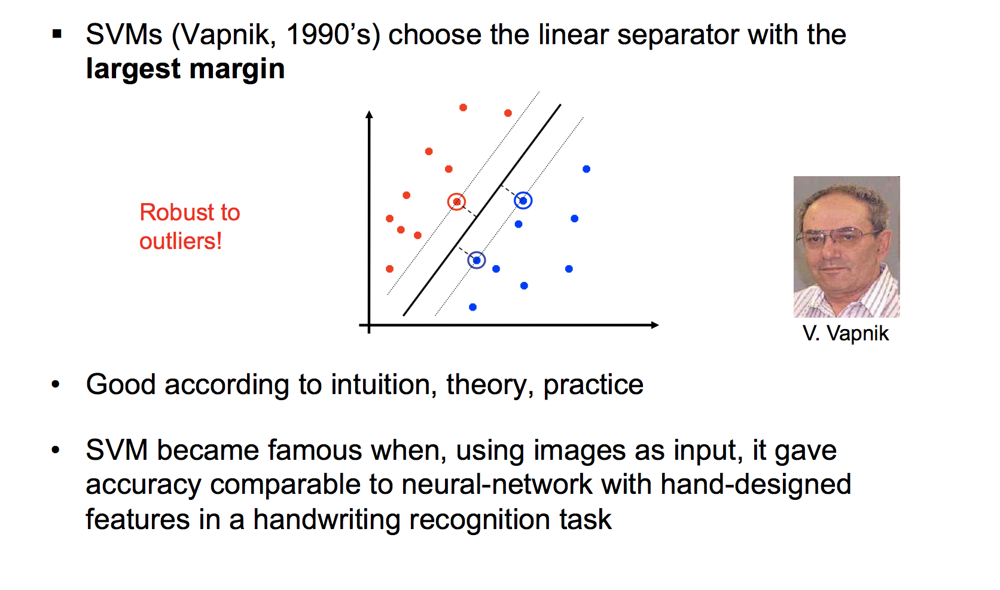 ▪ SVMs (Vapnik, 1990’s) choose the linear separator with the
largest margin
Robust to
outliers!
V. Vapnik
• Good according to intuition, theory, practice
• SVM became famous when, using images as input, it gave
accuracy comparable to neural-network with hand-designed
features in a handwriting recognition task